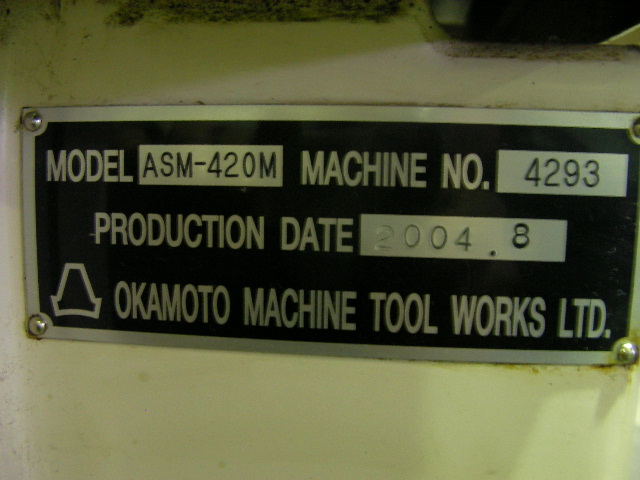 MODEL ASM-420M MACHINE NO. 4293
PRODUCTION DATE 2004.8
OKAMOTO MACHINE TOOL WORKS LTD.